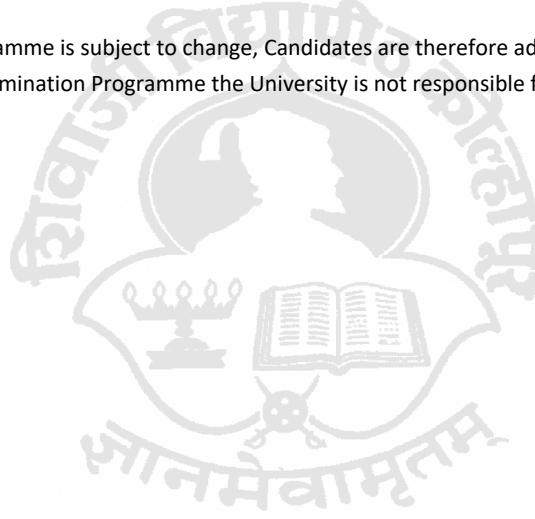 amme is subject to change, Candidates are therefore ad
mination Programme the University is not responsible f
शिवाजी विद्यापीठ कोल्हापूर
ज्ञानमेवामृतम्